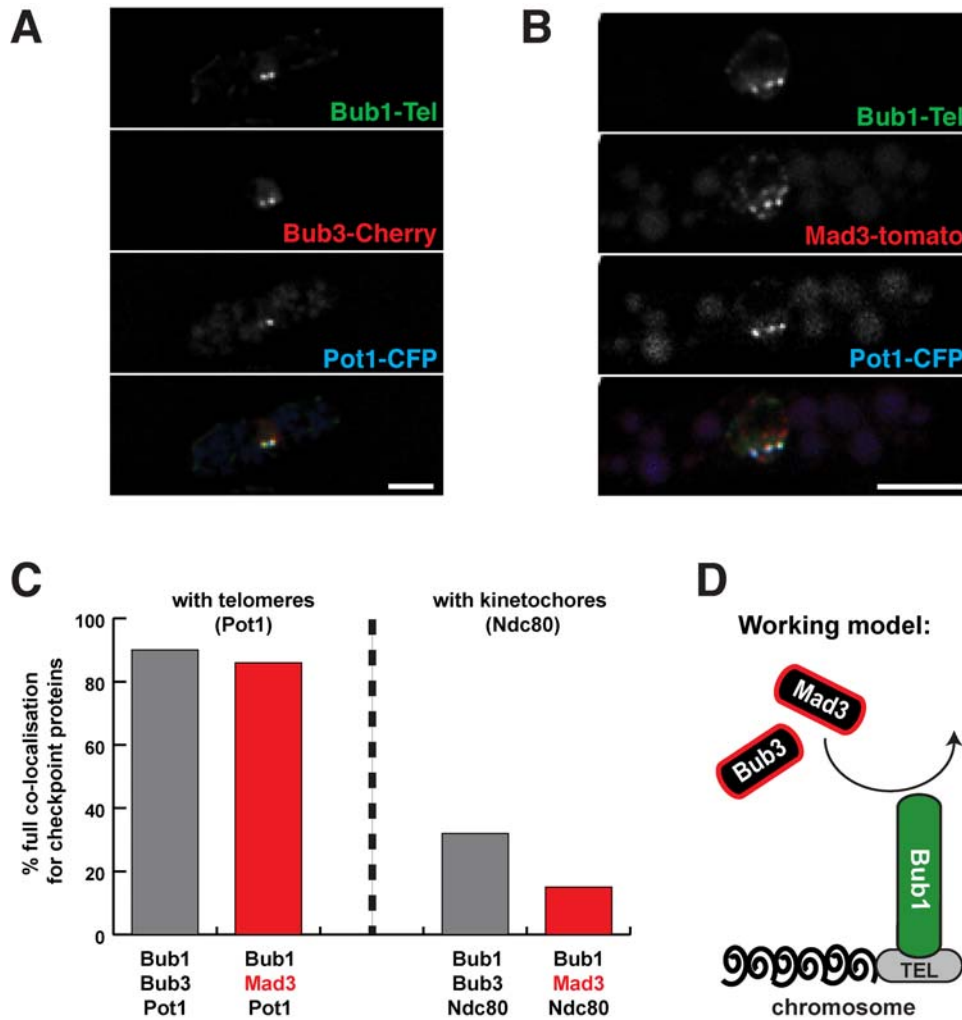 A
Bub1-Tel
Bub3-Cherry
Pot1-CFP
B
Bub1-Tel
Mad3-tomato
Pot1-CFP
C
with telomeres
(Pot1)
with kinetochores
(Ndc80)
% full co-localisation
for checkpoint proteins
100
80
60
40
20
0
Bub1
Bub3
Pot1
Bub1
Mad3
Pot1
Bub1
Bub3
Ndc80
Bub1
Mad3
Ndc80
D
Working model:
Mad3
Bub3
Bub1
TEL
chromosome